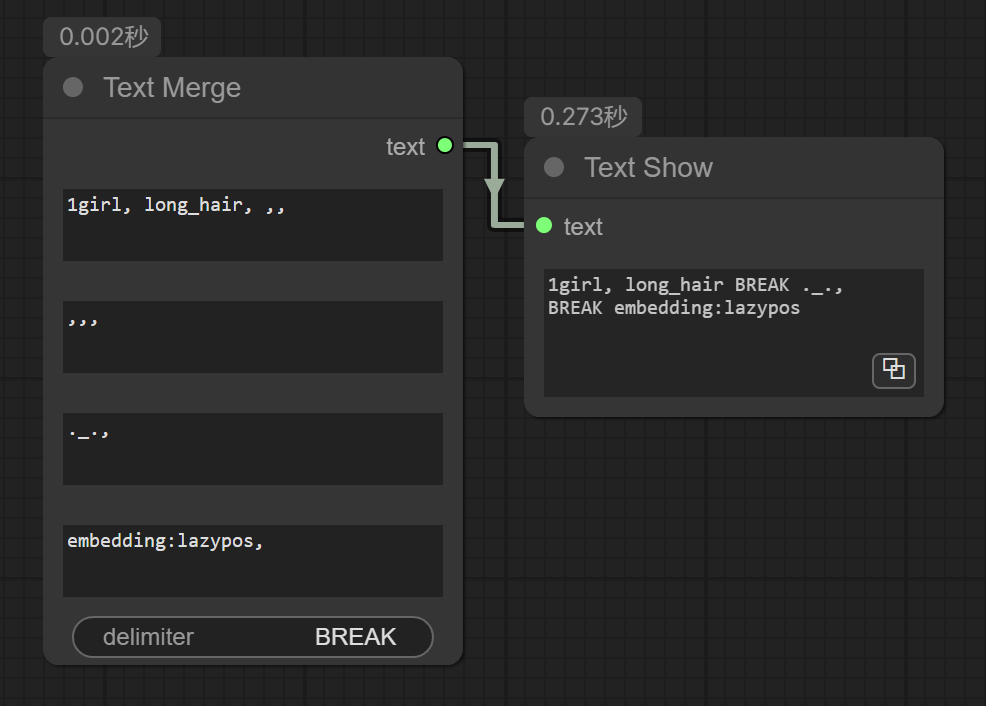 0.002秒
Text Merge
text
1girl, long_hair, ,,
,,,
._.,
embedding:lazypos,
delimiter BREAK
0.273秒
Text Show
text
1girl, long_hair BREAK ._.,
BREAK embedding:lazypos